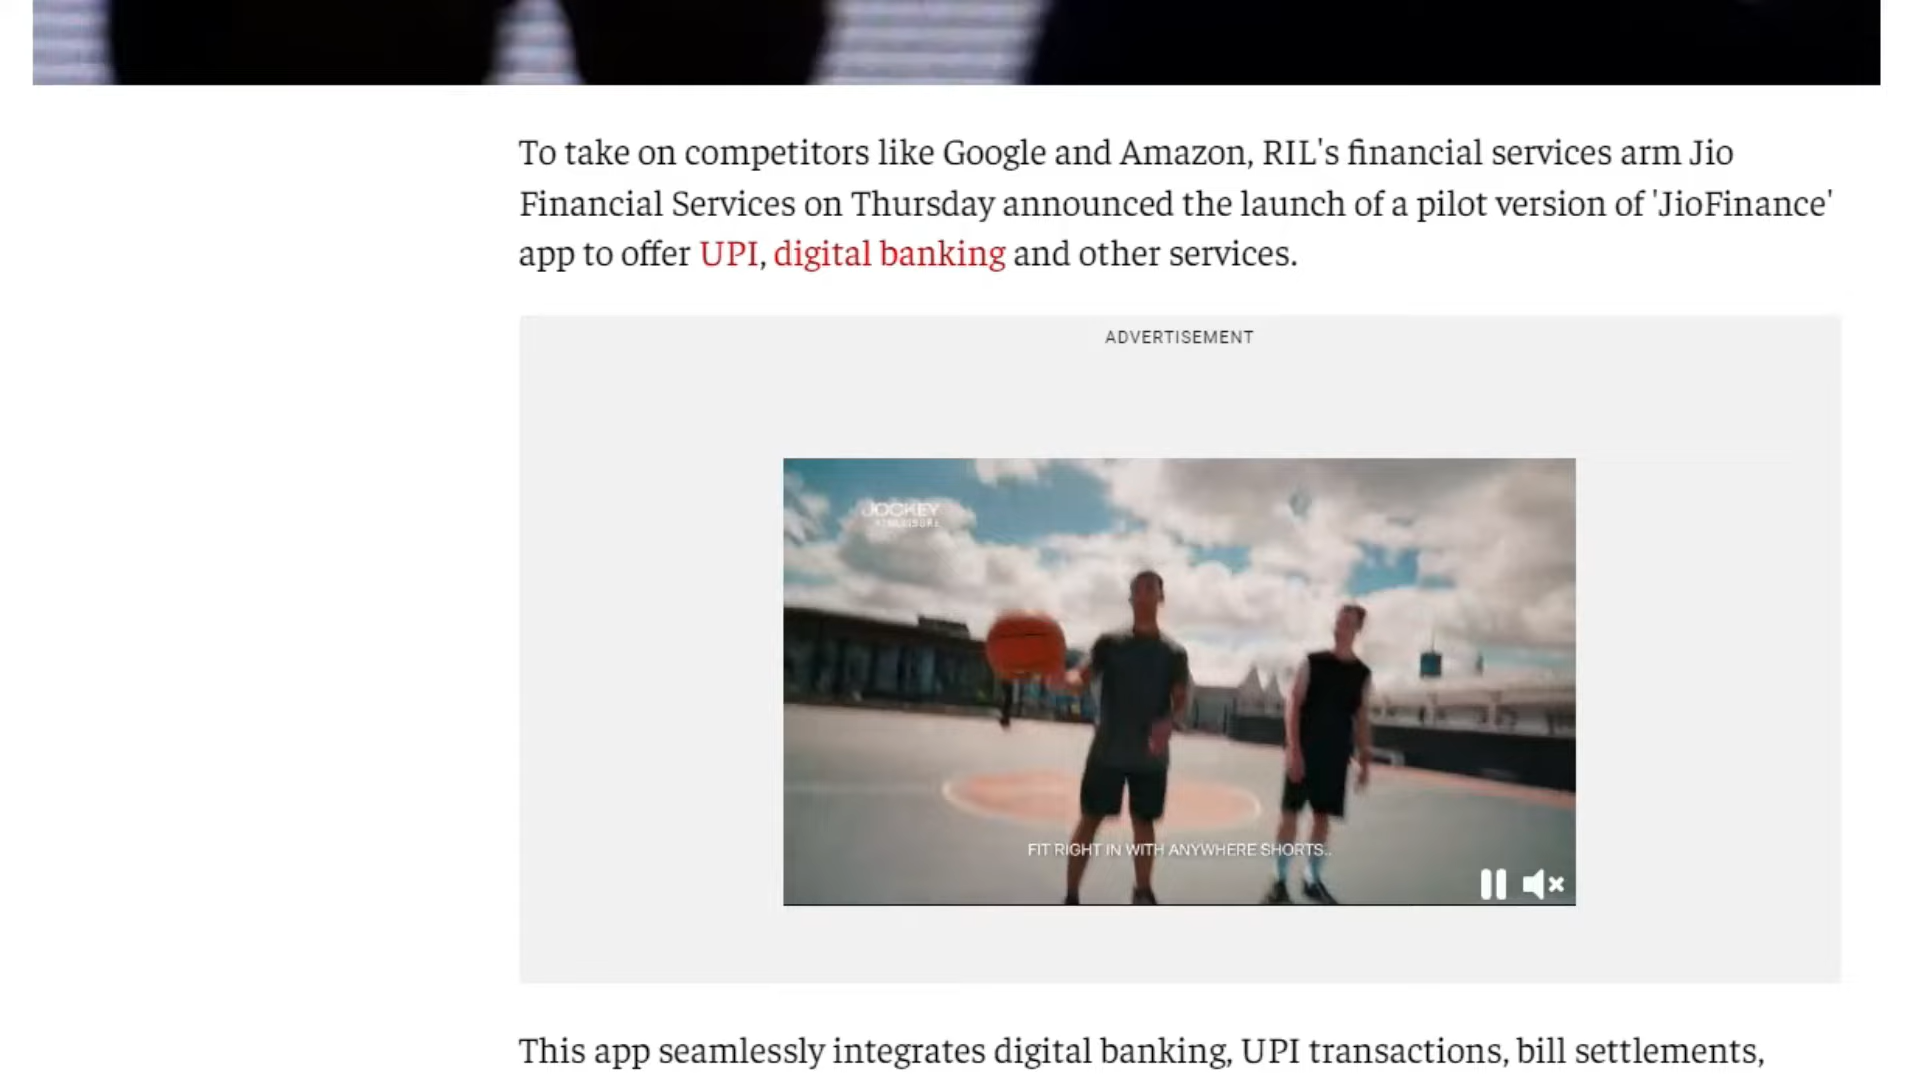 To take on competitors like Google and Amazon, RIL's financial services arm Jio
Financial Services on Thursday announced the launch of a pilot version of 'JioFinance'
app to offer UPI, digital banking and other services.
ADVERTISEMENT
JOCKEY
ATHLEISURE
FIT RIGHT IN WITH ANYWHERE SHORTS..
This app seamlessly integrates digital banking, UPI transactions, bill settlements,